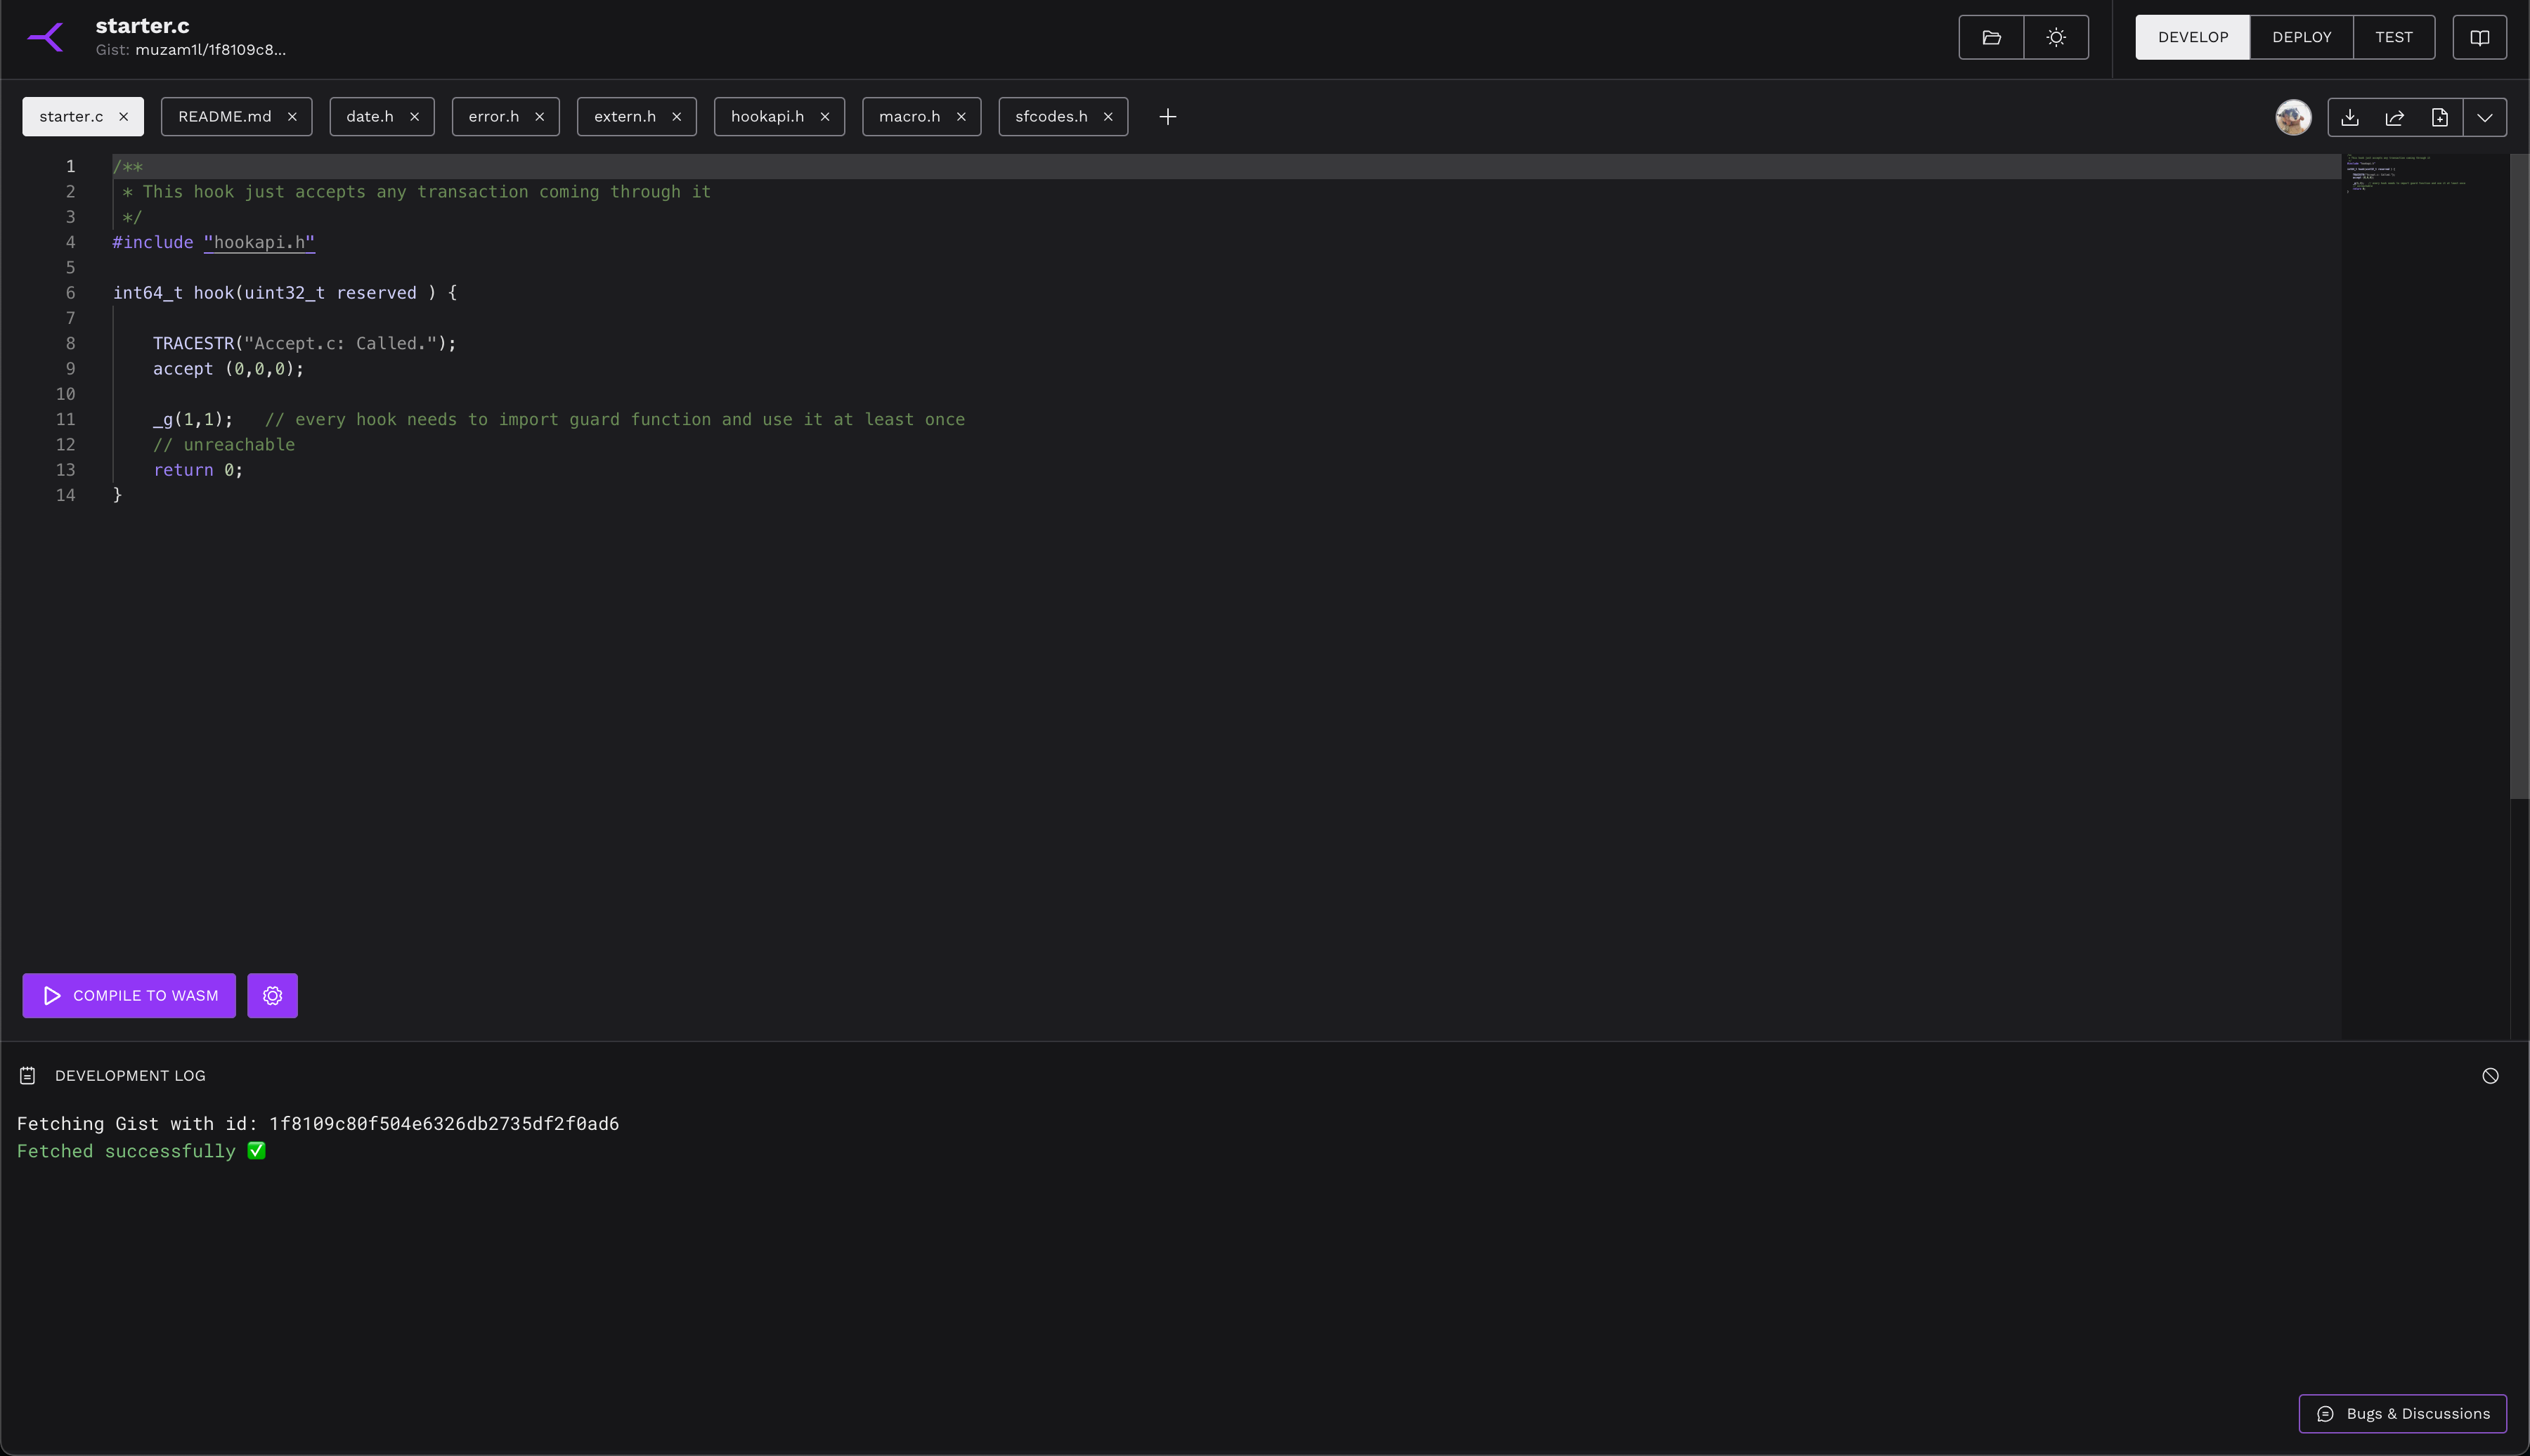 starter.c
Gist: muzam1l/1f8109c8...
DEVELOP DEPLOY TEST
starter.c README.md date.h error.h extern.h hookapi.h macro.h sfcodes.h
1 /**
2  * This hook just accepts any transaction coming through it
3  */
4 #include "hookapi.h"
5
6 int64_t hook(uint32_t reserved ) {
7
8     TRACESTR("Accept.c: Called.");
9     accept (0,0,0);
10
11     _g(1,1);   // every hook needs to import guard function and use it at least once
12     // unreachable
13     return 0;
14 }
COMPILE TO WASM
DEVELOPMENT LOG
Fetching Gist with id: 1f8109c80f504e6326db2735df2f0ad6
Fetched successfully ✅
Bugs & Discussions